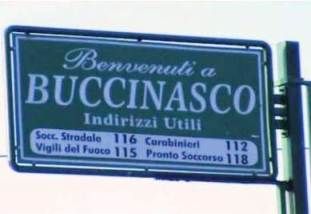 Benvenuti a
BUCCINASCO
Indirizzi Utili
Socc. Stradale 116 Carabinieri 112
Vigili del Fuoco 115 Pronto Soccorso 118